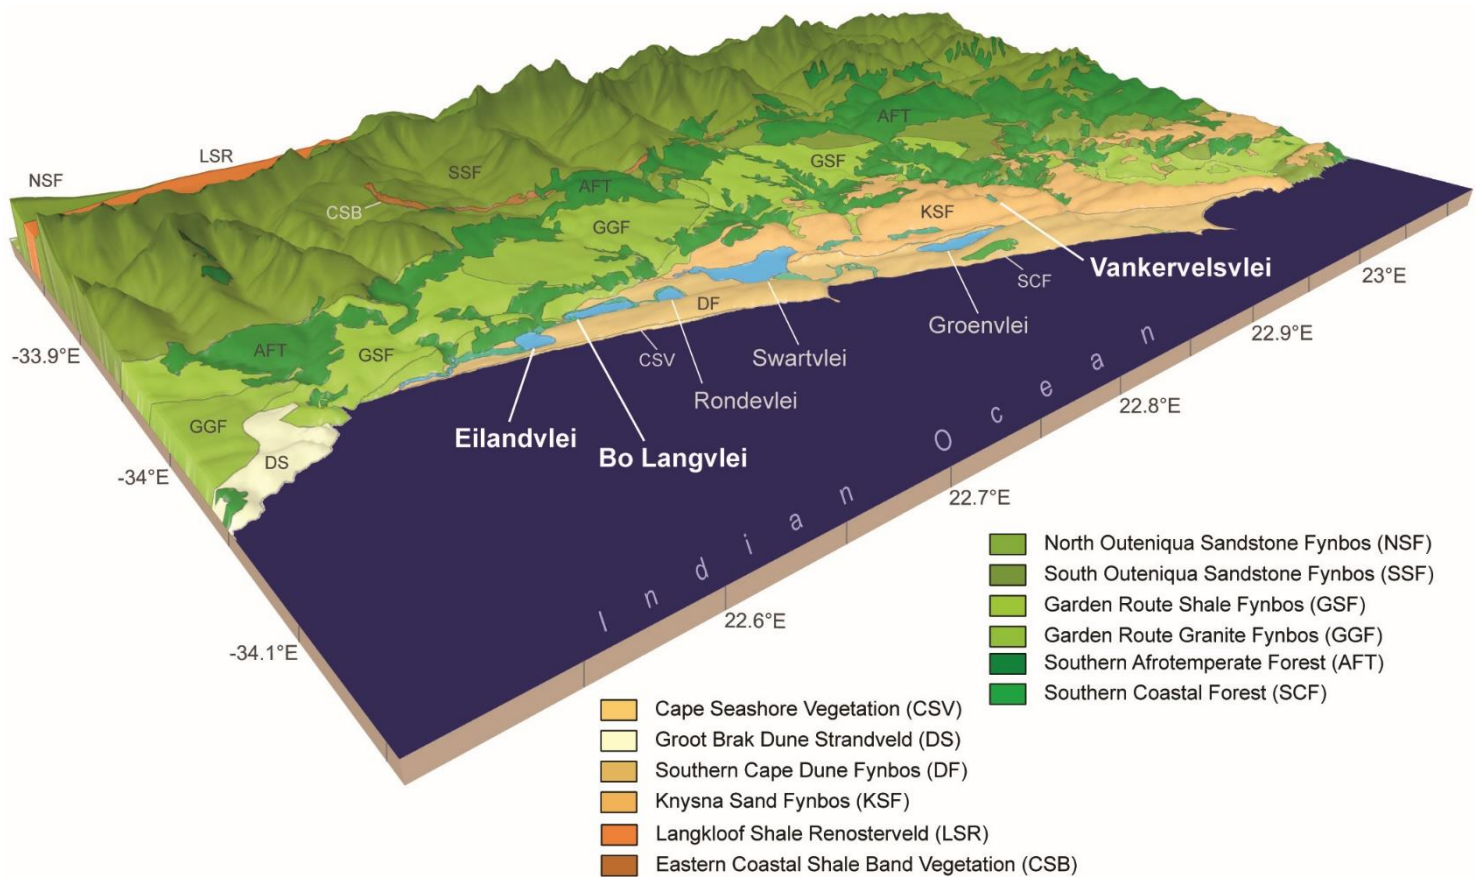 AFT
GSF
LSR
SSF
NSF
AFT
CSB
KSF
GGF
Vankervelsvlei
SCF
23°E
DF
Groenvlei
22.9°E
-33.9°E
AFT
GSF
CSV
Swartvlei
Rondevlei
22.8°E
GGF
Eilandvlei
Bo Langvlei
DS
-34°E
22.7°E
Indian Ocean
22.6°E
-34.1°E
North Outeniqua Sandstone Fynbos (NSF)
South Outeniqua Sandstone Fynbos (SSF)
Garden Route Shale Fynbos (GSF)
Garden Route Granite Fynbos (GGF)
Southern Afrotemperate Forest (AFT)
Southern Coastal Forest (SCF)
Cape Seashore Vegetation (CSV)
Groot Brak Dune Strandveld (DS)
Southern Cape Dune Fynbos (DF)
Knysna Sand Fynbos (KSF)
Langkloof Shale Renosterveld (LSR)
Eastern Coastal Shale Band Vegetation (CSB)